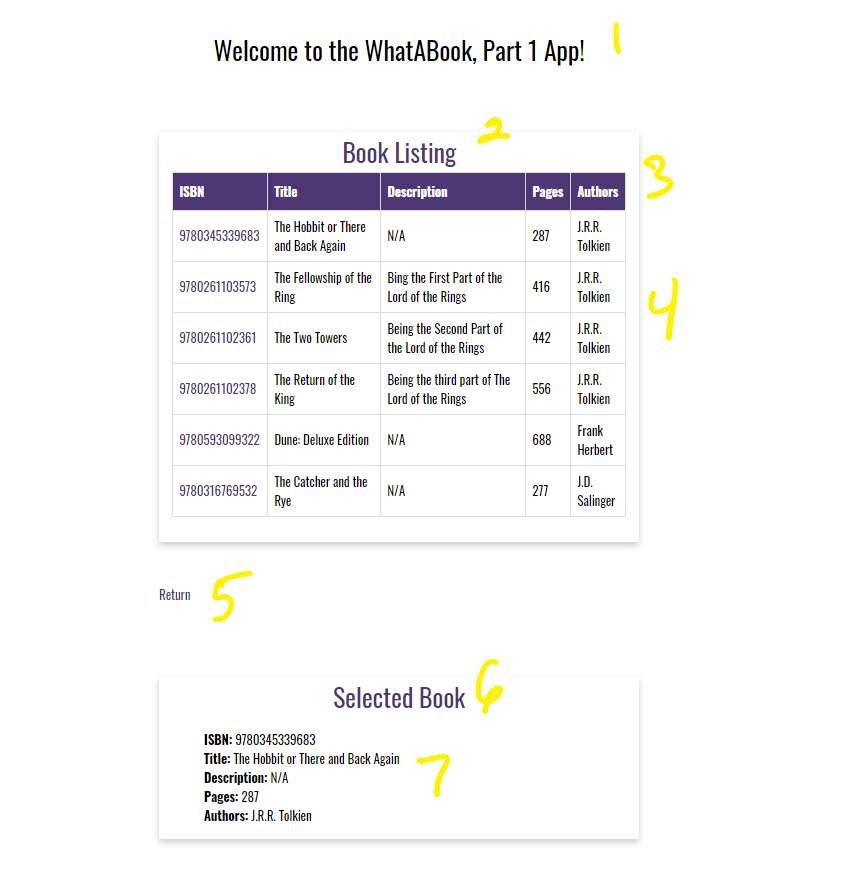 Welcome to the WhatABook, Part 1 App! 1
Book Listing 2
ISBN Title Description Pages Authors 3
9780345339683 The Hobbit or There and Back Again N/A 287 J.R.R. Tolkien
9780261103573 The Fellowship of the Ring Bing the First Part of the Lord of the Rings 416 J.R.R. Tolkien
4
9780261102361 The Two Towers Being the Second Part of the Lord of the Rings 442 J.R.R. Tolkien
9780261102378 The Return of the King Being the third part of The Lord of the Rings 556 J.R.R. Tolkien
9780593099322 Dune: Deluxe Edition N/A 688 Frank Herbert
9780316769532 The Catcher and the Rye N/A 277 J.D. Salinger
Return 5
Selected Book 6
ISBN: 9780345339683
Title: The Hobbit or There and Back Again 7
Description: N/A
Pages: 287
Authors: J.R.R. Tolkien